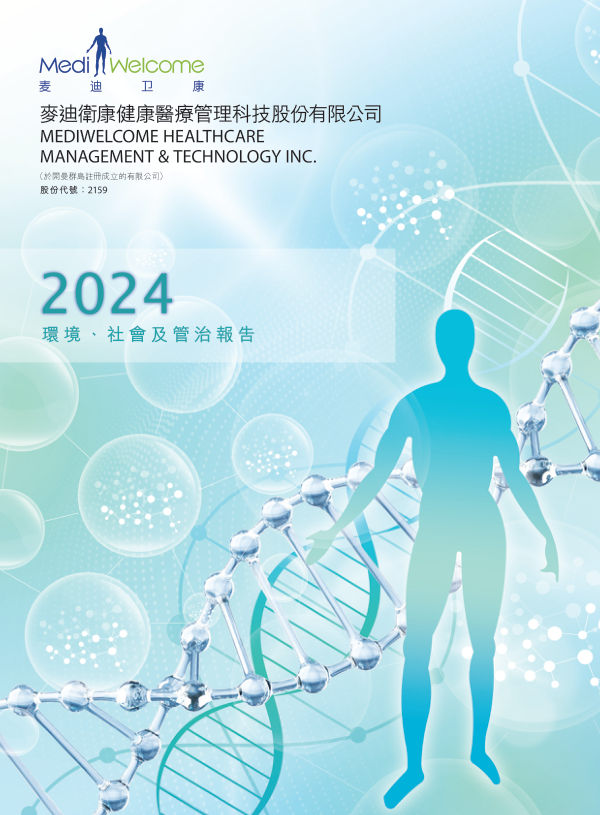 Medi Welcome
麦迪卫康
麥迪衛康健康醫療管理科技股份有限公司
MEDIWELCOME HEALTHCARE
MANAGEMENT & TECHNOLOGY INC.
（於開曼群島註冊成立的有限公司）
股份代號：2159
2024
環境、社會及管治報告